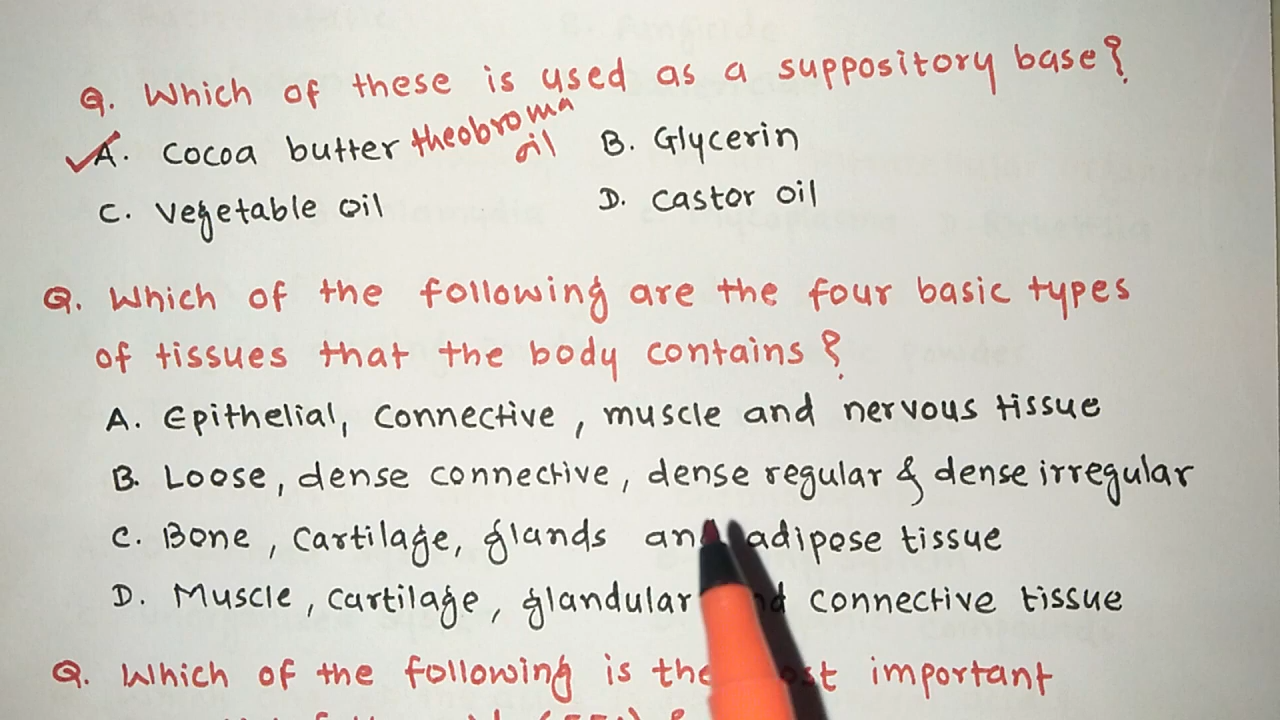 Q. Which of these is used as a suppository base?
A. Cocoa butter theobroma oil B. Glycerin
C. Vegetable oil D. Castor oil
Q. Which of the following are the four basic types
of tissues that the body contains?
A. Epithelial, connective, muscle and nervous tissue
B. Loose, dense connective, dense regular & dense irregular
C. Bone, cartilage, glands and adipose tissue
D. Muscle, cartilage, glandular and connective tissue
Q. Which of the following is the most important